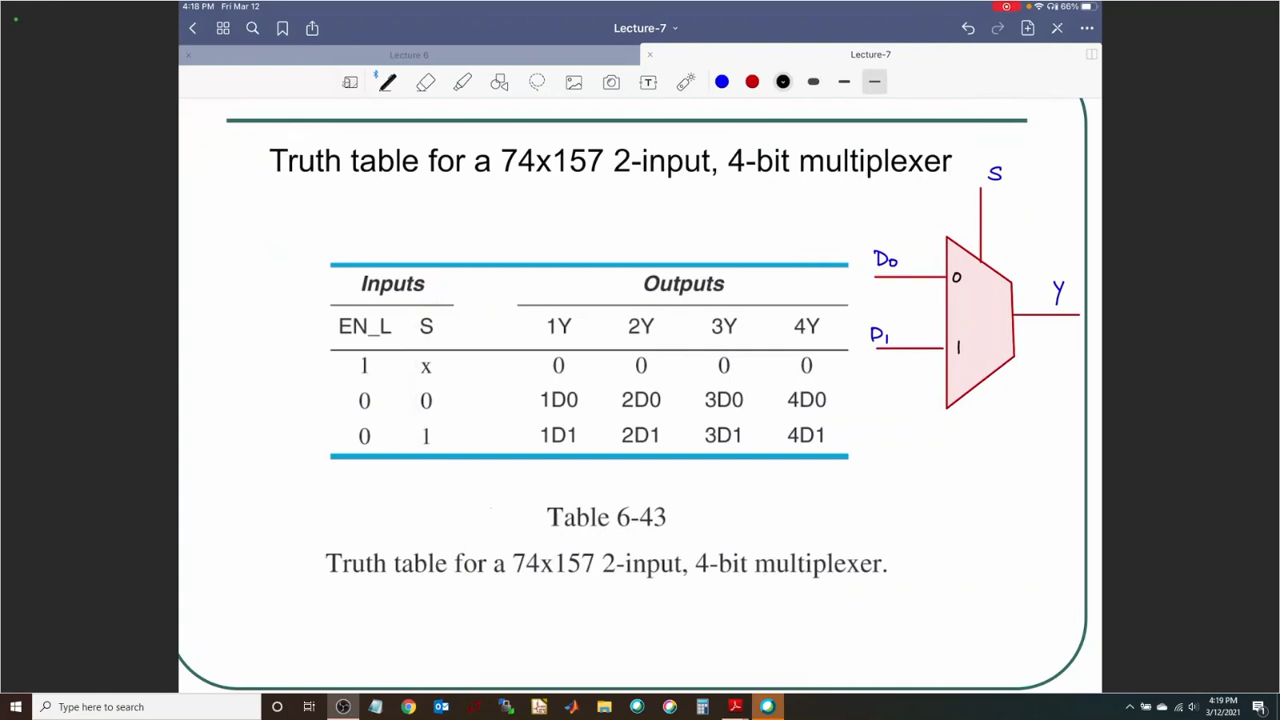 4:18 PM Fri Mar 12
66%
Lecture-7
Lecture 6
Lecture-7
T
Truth table for a 74x157 2-input, 4-bit multiplexer
S
D0
0
Y
D1
1
Inputs Outputs
EN_L S 1Y 2Y 3Y 4Y
1 x 0 0 0 0
0 0 1D0 2D0 3D0 4D0
0 1 1D1 2D1 3D1 4D1
Table 6-43
Truth table for a 74x157 2-input, 4-bit multiplexer.
Type here to search
4:19 PM
3/12/2021